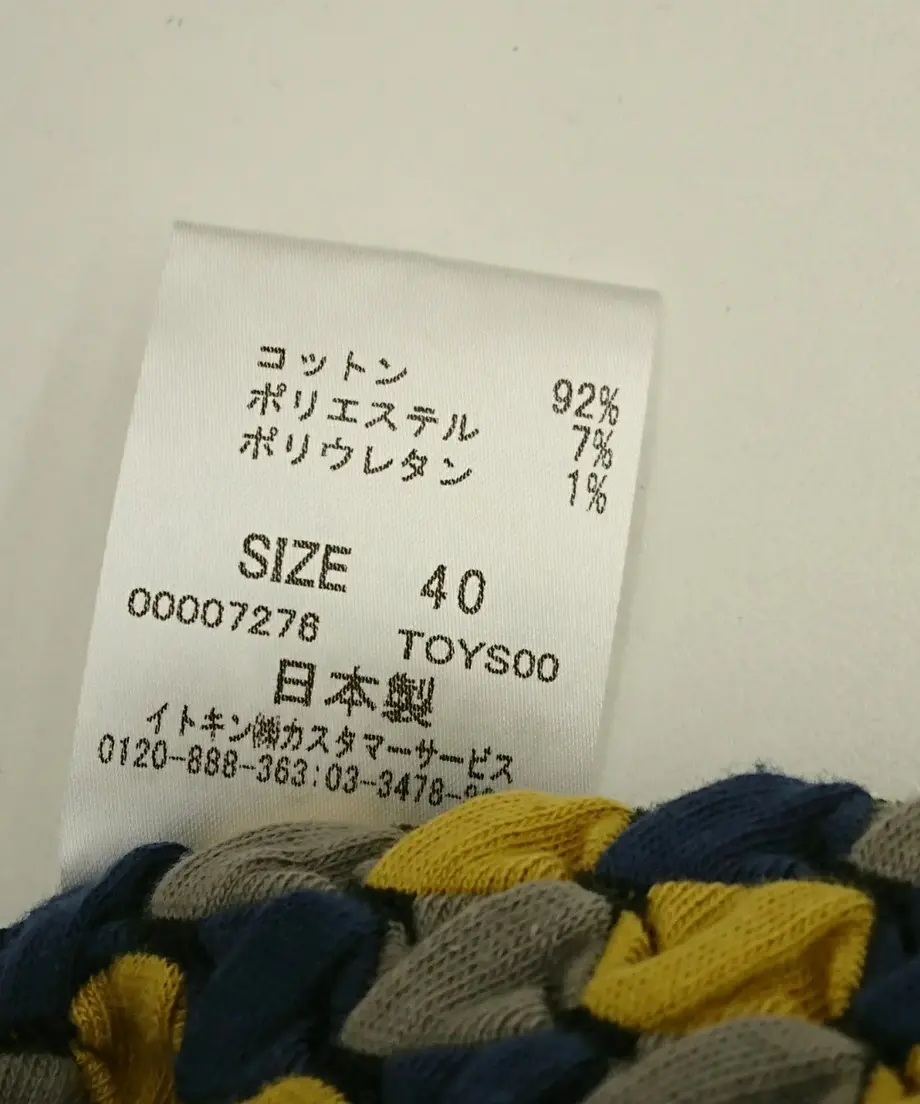 コットン 92%
ポリエステル 7%
ポリウレタン 1%
SIZE 40
00007276 TOYS00
日本製
イトキン㈱カスタマーサービス
0120-888-363:03-3478-